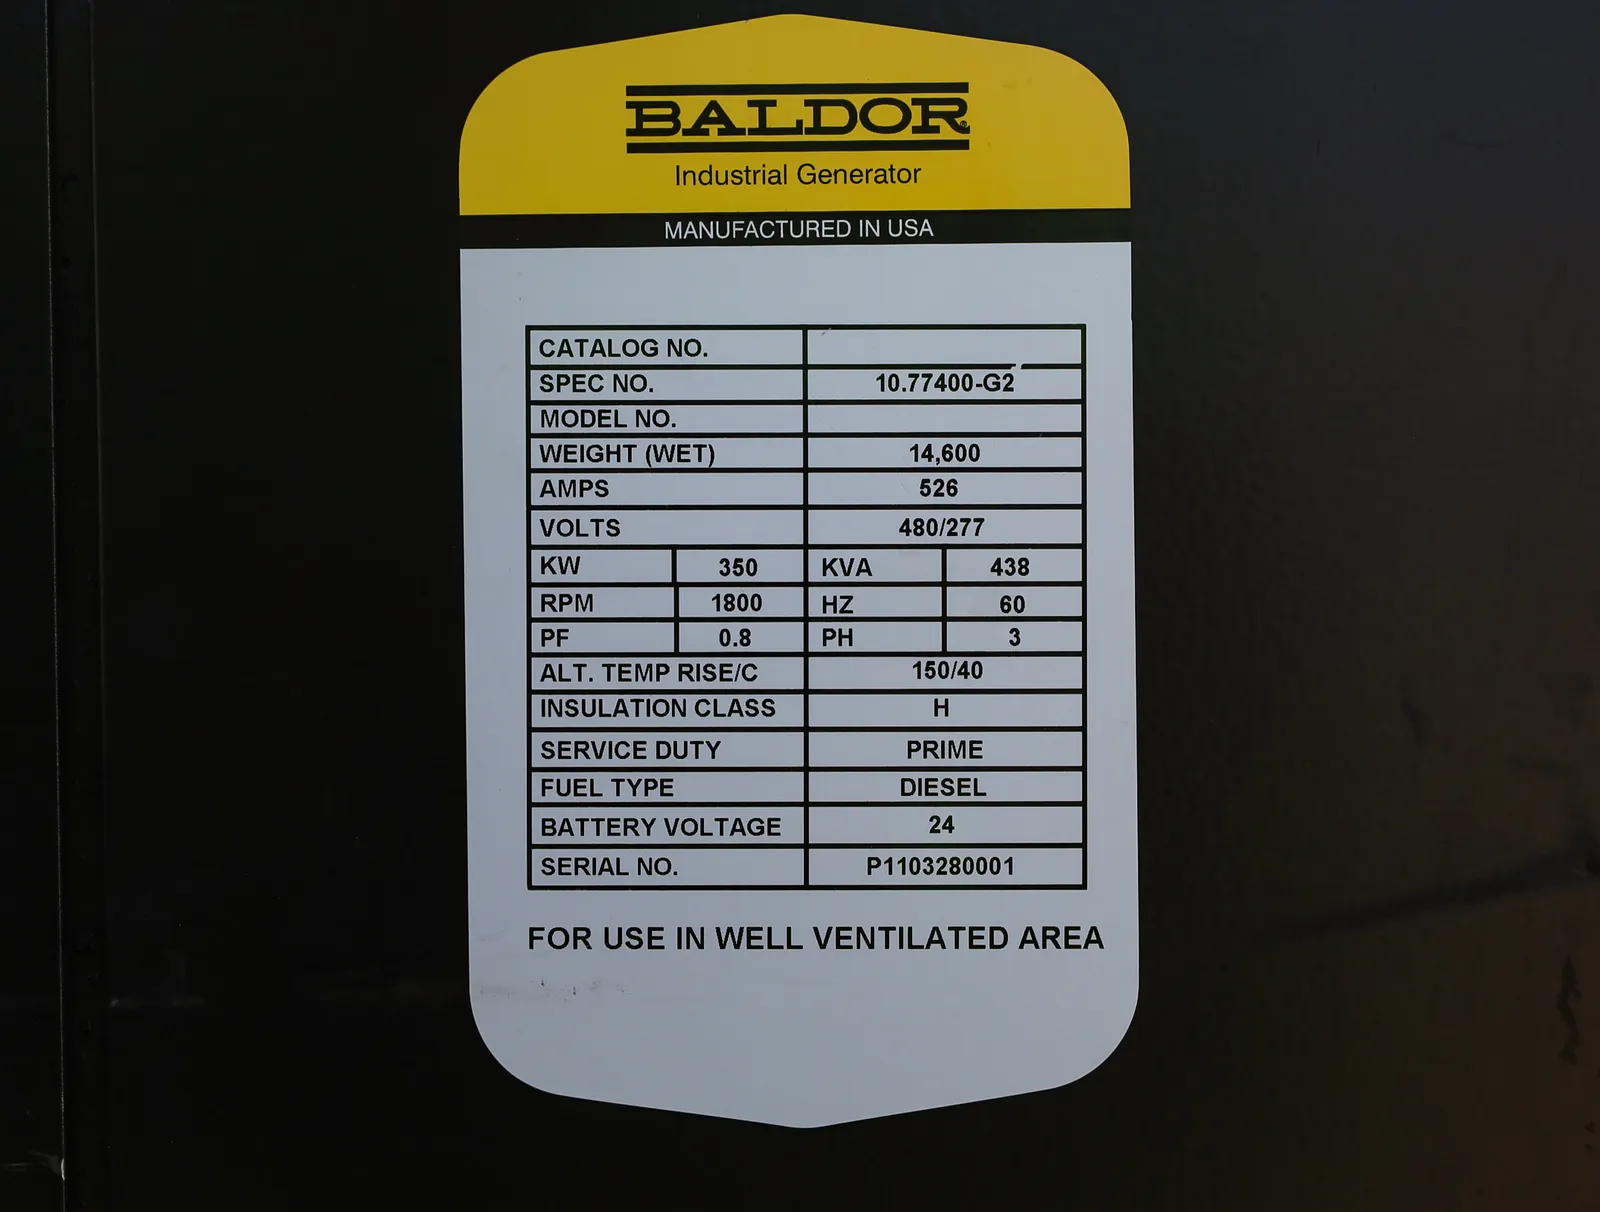 BALDOR®
Industrial Generator
MANUFACTURED IN USA
CATALOG NO.
SPEC NO. 10.77400-G2
MODEL NO.
WEIGHT (WET) 14,600
AMPS 526
VOLTS 480/277
KW 350 KVA 438
RPM 1800 HZ 60
PF 0.8 PH 3
ALT. TEMP RISE/C 150/40
INSULATION CLASS H
SERVICE DUTY PRIME
FUEL TYPE DIESEL
BATTERY VOLTAGE 24
SERIAL NO. P1103280001
FOR USE IN WELL VENTILATED AREA